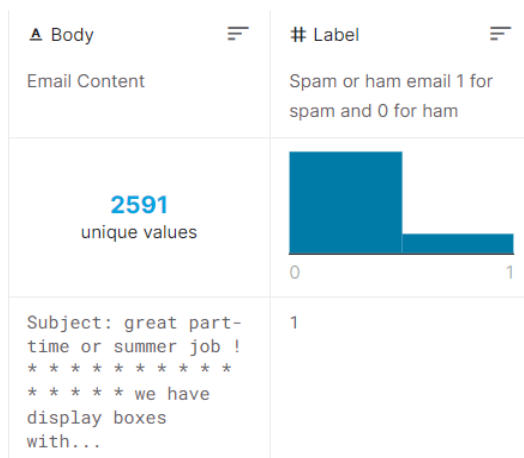 A Body
# Label
Email Content
Spam or ham email 1 for
spam and 0 for ham
2591
unique values
0
1
Subject: great part-
time or summer job !
* * * * * * * * * *
* * * * * we have
display boxes
with...
1